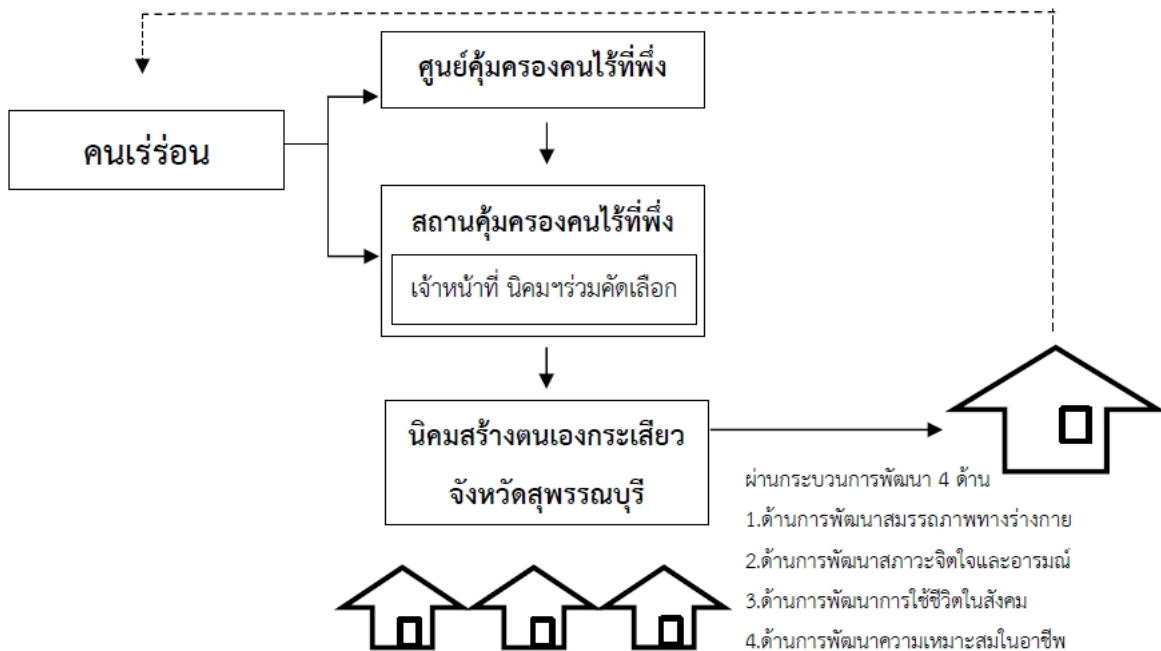 ศูนย์คุ้มครองคนไร้ที่พึ่ง
คนเร่ร่อน
สถานคุ้มครองคนไร้ที่พึ่ง
เจ้าหน้าที่ นิคมฯร่วมคัดเลือก
นิคมสร้างตนเองกระเสียว
จังหวัดสุพรรณบุรี
ผ่านกระบวนการพัฒนา 4 ด้าน
1.ด้านการพัฒนาสมรรถภาพทางร่างกาย
2.ด้านการพัฒนาสภาวะจิตใจและอารมณ์
3.ด้านการพัฒนาการใช้ชีวิตในสังคม
4.ด้านการพัฒนาความเหมาะสมในอาชีพ